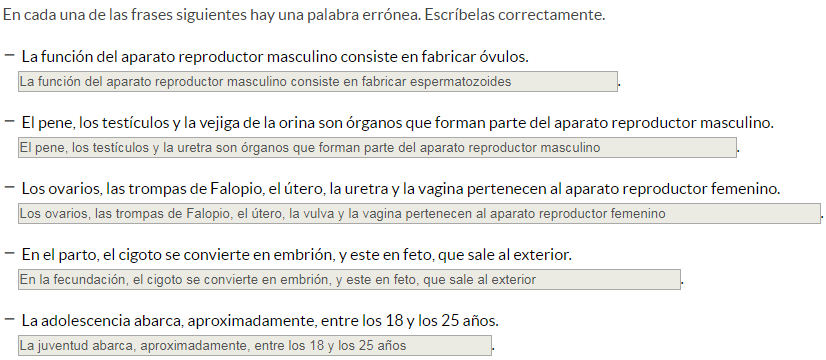 En cada una de las frases siguientes hay una palabra errónea. Escríbelas correctamente.
– La función del aparato reproductor masculino consiste en fabricar óvulos.
La función del aparato reproductor masculino consiste en fabricar espermatozoides.
– El pene, los testículos y la vejiga de la orina son órganos que forman parte del aparato reproductor masculino.
El pene, los testículos y la uretra son órganos que forman parte del aparato reproductor masculino.
– Los ovarios, las trompas de Falopio, el útero, la uretra y la vagina pertenecen al aparato reproductor femenino.
Los ovarios, las trompas de Falopio, el útero, la vulva y la vagina pertenecen al aparato reproductor femenino.
– En el parto, el cigoto se convierte en embrión, y este en feto, que sale al exterior.
En la fecundación, el cigoto se convierte en embrión, y este en feto, que sale al exterior.
– La adolescencia abarca, aproximadamente, entre los 18 y los 25 años.
La juventud abarca, aproximadamente, entre los 18 y los 25 años.